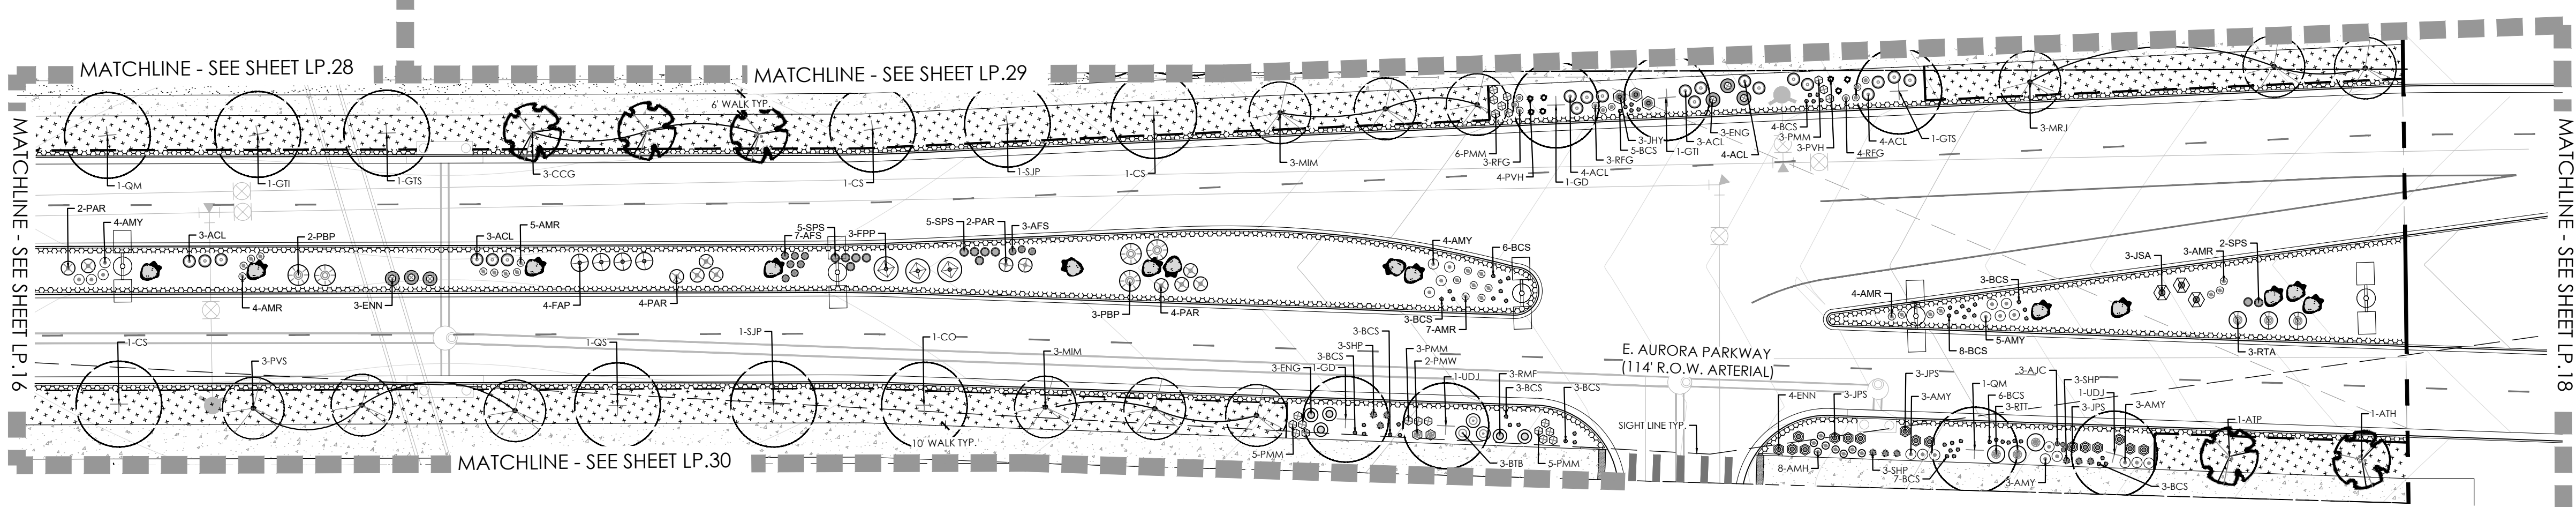 MATCHLINE - SEE SHEET LP.28
MATCHLINE - SEE SHEET LP.29
MATCHLINE - SEE SHEET LP.16
MATCHLINE - SEE SHEET LP.18
6' WALK TYP.
1-QM
1-GTI
1-GTS
3-CCG
1-CS
1-SJP
1-CS
3-MIM
6-PMM
3-RFG
4-PVH
1-GD
4-ACL
3-RFG
5-BCS
3-JHY
1-GTI
3-ACL
3-ENG
4-ACL
4-BCS
3-PMM
3-PVH
4-RFG
4-ACL
1-GTS
3-MRJ
2-PAR
4-AMY
3-ACL
4-AMR
2-PBP
3-ENN
3-ACL
5-AMR
4-FAP
4-PAR
5-SPS
7-AFS
3-FPP
5-SPS
2-PAR
3-AFS
3-PBP
4-PAR
4-AMY
6-BCS
3-BCS
7-AMR
4-AMR
3-BCS
8-BCS
5-AMY
3-JSA
3-AMR
2-SPS
3-RTA
1-CS
3-PVS
1-QS
1-SJP
1-CO
3-MIM
10' WALK TYP.
3-ENG
1-GD
3-BCS
3-SHP
3-BCS
3-PMM
2-PMW
1-UDJ
3-RMF
3-BCS
3-BCS
5-PMM
3-BTB
5-PMM
E. AURORA PARKWAY
(114' R.O.W. ARTERIAL)
SIGHT LINE TYP.
4-ENN
3-JPS
3-JPS
3-AMY
1-QM
6-BCS
3-RTT
3-AJC
3-SHP
1-UDJ
3-JPS
3-AMY
8-AMH
3-SHP
7-BCS
3-AMY
3-BCS
1-ATP
1-ATH
MATCHLINE - SEE SHEET LP.30